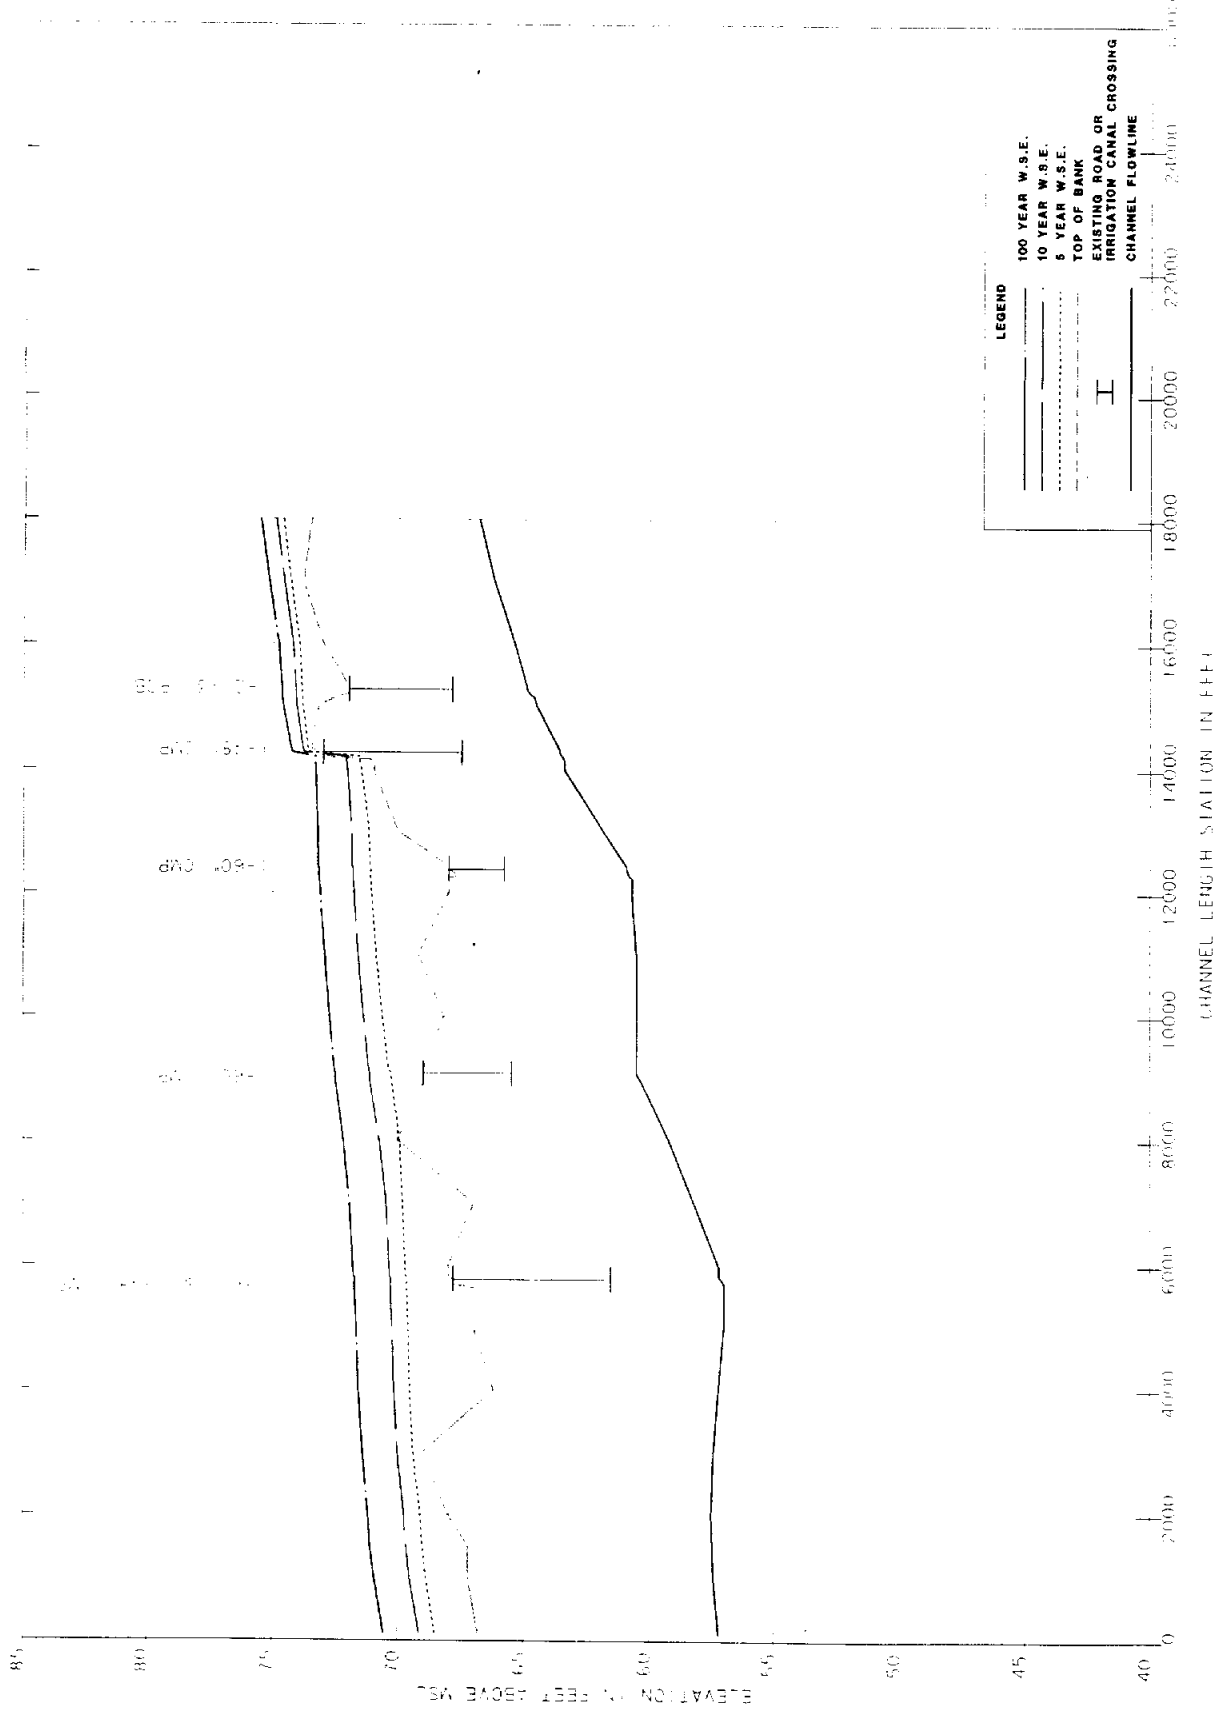 LEGEND
100 YEAR W.S.E.
10 YEAR W.S.E.
5 YEAR W.S.E.
TOP OF BANK
EXISTING ROAD OR
IRRIGATION CANAL CROSSING
CHANNEL FLOWLINE
85
80
75
70
65
60
55
50
45
40
ELEVATION IN FEET ABOVE MSL
0
2000
4000
6000
8000
10000
12000
14000
16000
18000
20000
22000
24000
CHANNEL LENGTH STATION IN FEET
60" CMP
CMP